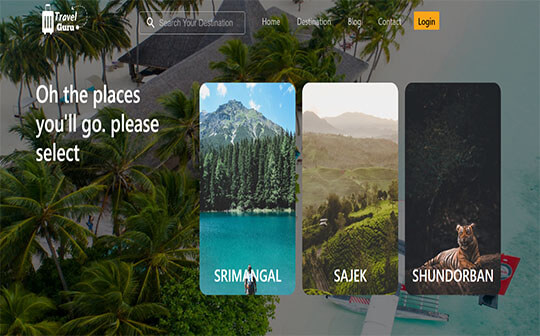 Travel
Guru
Search Your Destination
Home Destination Blog Contact Login
Oh the places
you'll go. please
select
SRIMANGAL SAJEK SHUNDORBAN